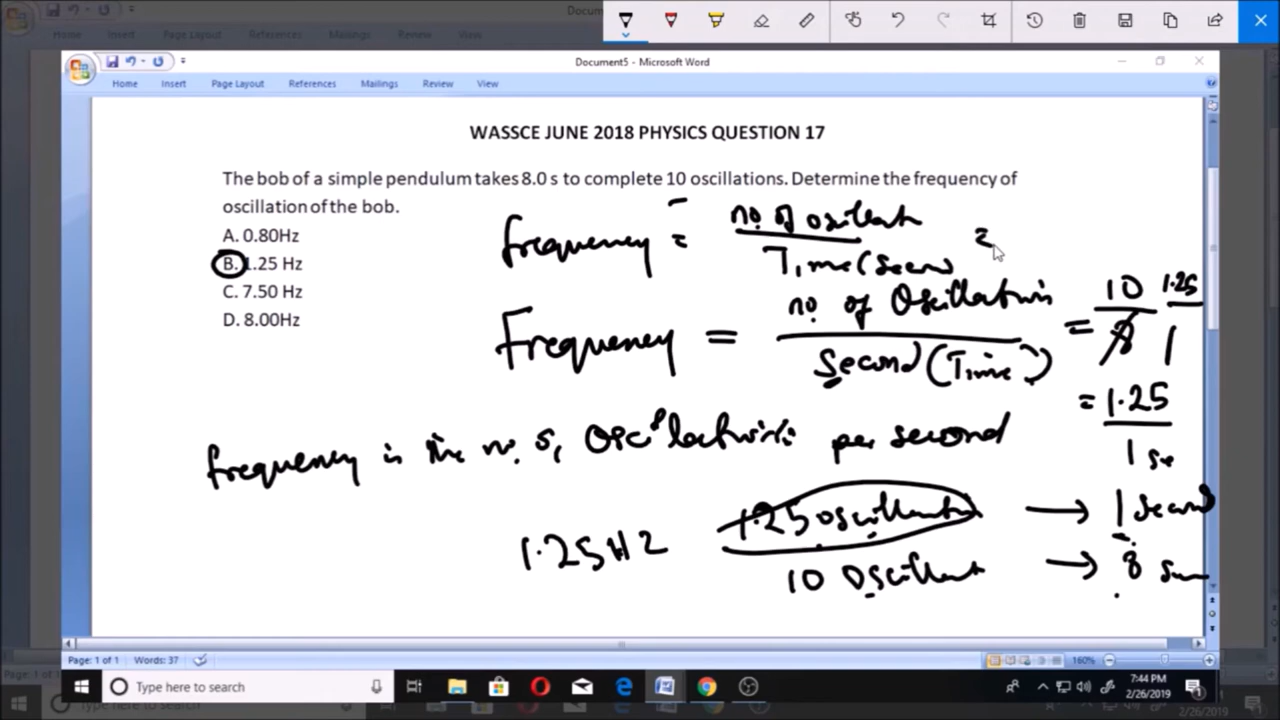 Document5 - Microsoft Word
Home Insert Page Layout References Mailings Review View
WASSCE JUNE 2018 PHYSICS QUESTION 17
The bob of a simple pendulum takes 8.0 s to complete 10 oscillations. Determine the frequency of
oscillation of the bob.
A. 0.80Hz
B. 1.25 Hz
C. 7.50 Hz
D. 8.00Hz
frequency = no. of oscillat
Time (Secon =
Frequency = no. of Oscillation
Second (Time) = 10 1.25
8 1
= 1.25
1 se
frequency is the no. of Oscillations per second
1.25HZ
1.25 oscillation → 1 second
10 Oscillat → 8
Page: 1 of 1 Words: 37 160%
Type here to search
7:44 PM
2/26/2019